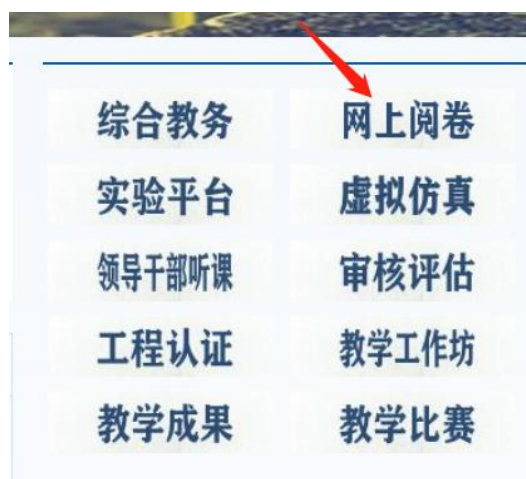 综合教务 网上阅卷
实验平台 虚拟仿真
领导干部听课 审核评估
工程认证 教学工作坊
教学成果 教学比赛